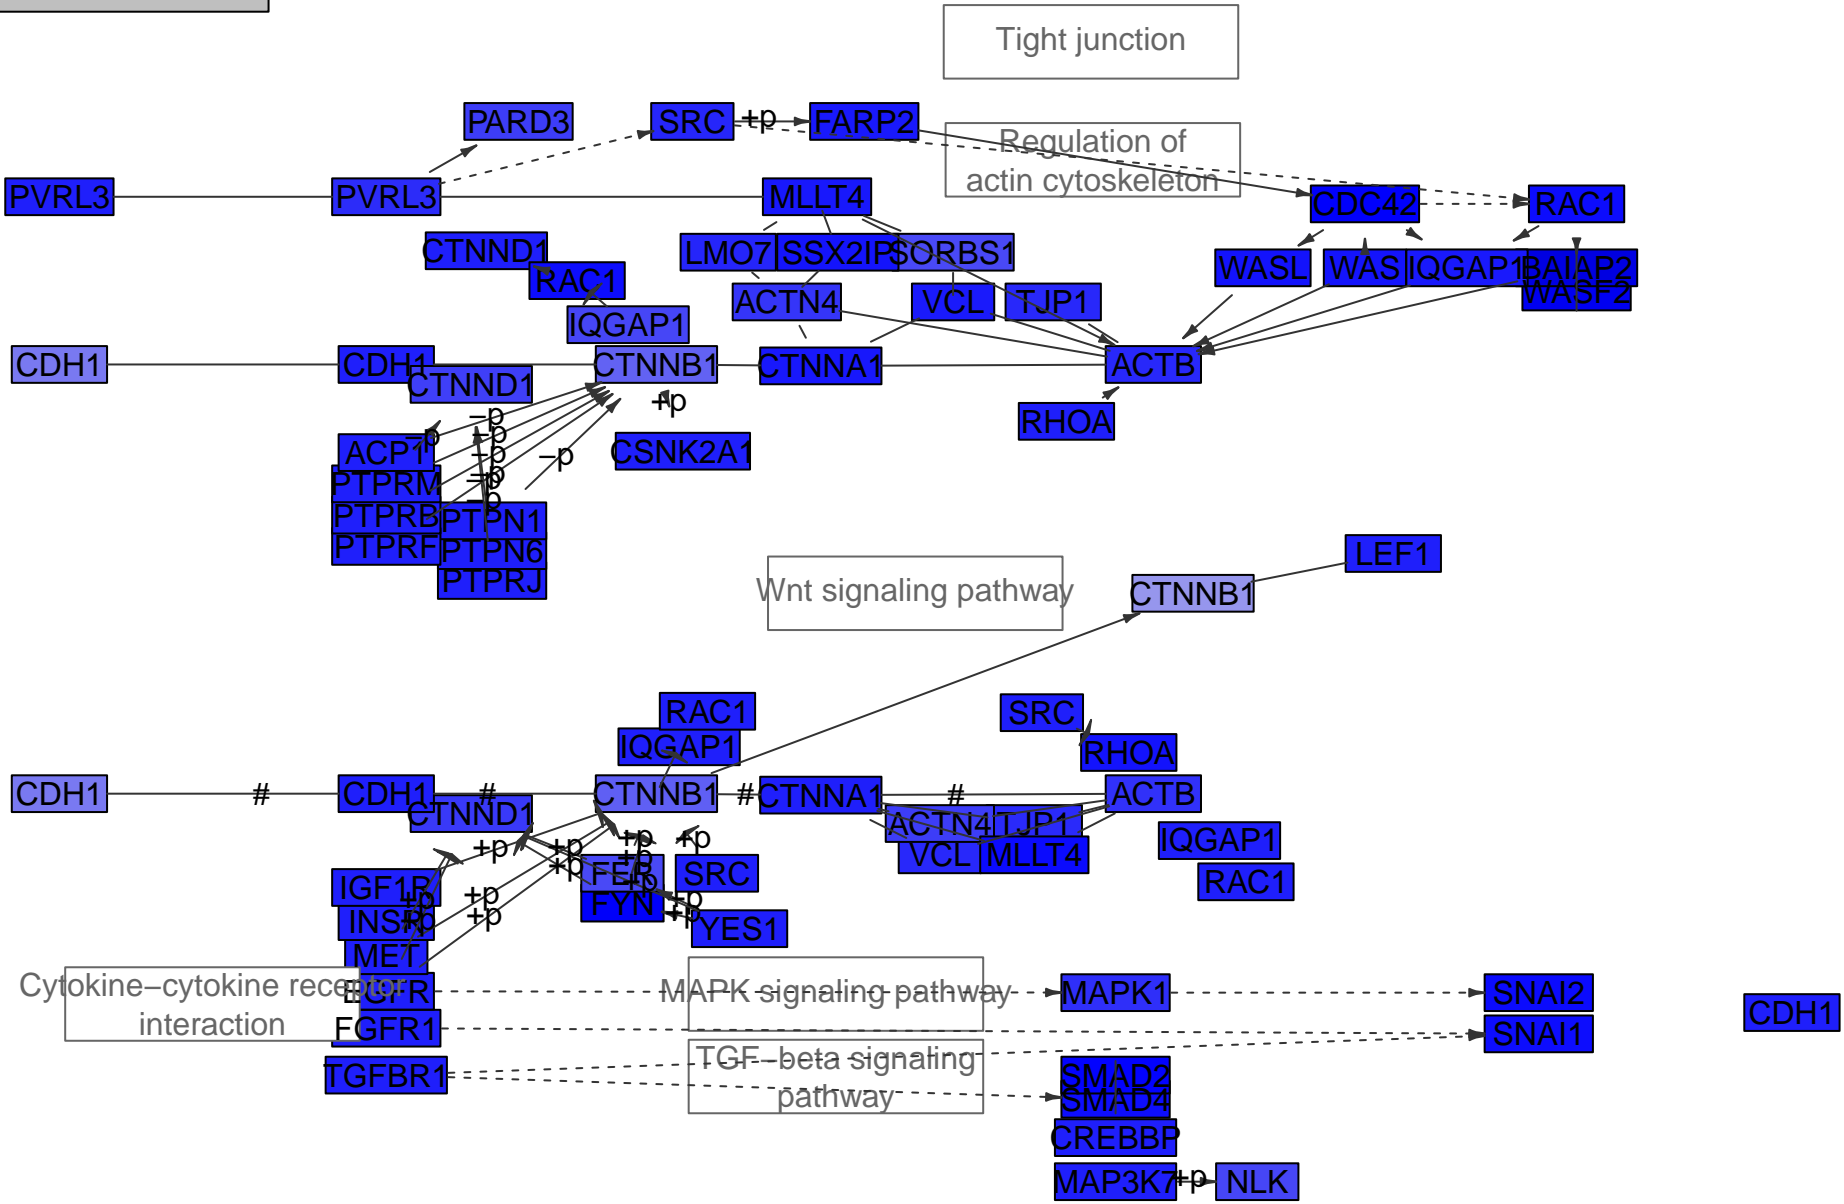 Tight junction
PARD3
SRC
+p
FARP2
Regulation of
actin cytoskeleton
PVRL3
PVRL3
MLLT4
CDC42
RAC1
CTNND1
LMO7
SSX2IP
SORBS1
WASL
WAS
IQGAP1
BAIAP2
RAC1
WASF2
ACTN4
VCL
TJP1
IQGAP1
CDH1
CDH1
CTNNB1
CTNNA1
ACTB
CTNND1
+p
RHOA
–p
–p
–p
ACP1
CSNK2A1
–p
–p
–p
–p
PTPRM
–p
PTPRB
PTPN1
PTPRF
PTPN6
LEF1
PTPRJ
Wnt signaling pathway
CTNNB1
RAC1
SRC
IQGAP1
RHOA
CDH1
#
CDH1
#
CTNNB1
#
CTNNA1
#
ACTB
CTNND1
ACTN4
TJP1
+p
+p
+p
+p
IQGAP1
+p
VCL
MLLT4
+p
FER
SRC
IGF1R
+p
RAC1
+p
+p
+p
FYN
INSR
+p
+p
+p
YES1
MET
Cytokine–cytokine receptor
interaction
EGFR
MAPK signaling pathway
MAPK1
SNAI2
CDH1
FGFR1
SNAI1
TGF–beta signaling
pathway
TGFBR1
SMAD2
SMAD4
CREBBP
MAP3K7
+p
NLK